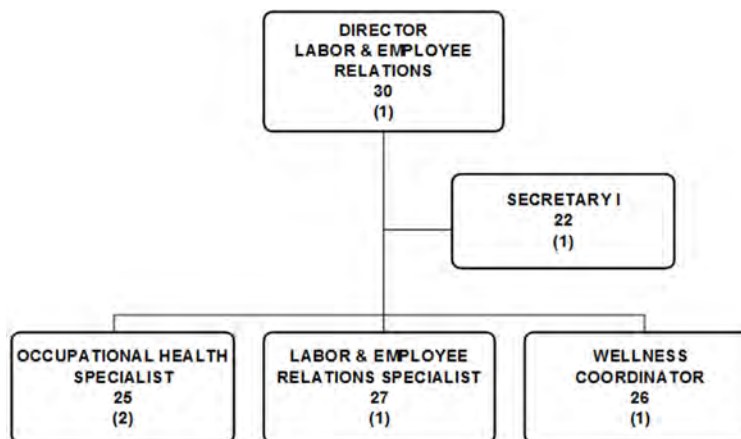 DIRECTOR
LABOR & EMPLOYEE
RELATIONS
30
(1)
SECRETARY I
22
(1)
OCCUPATIONAL HEALTH
SPECIALIST
25
(2)
LABOR & EMPLOYEE
RELATIONS SPECIALIST
27
(1)
WELLNESS
COORDINATOR
26
(1)